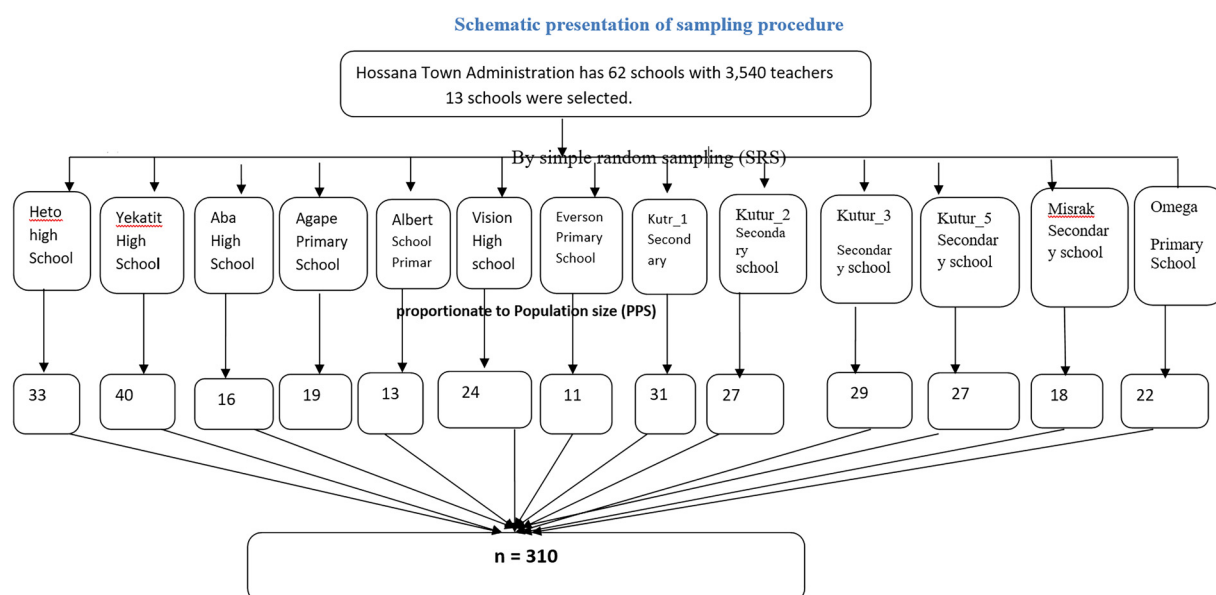 Schematic presentation of sampling procedure
Hossana Town Administration has 62 schools with 3,540 teachers
13 schools were selected.
By simple random sampling (SRS)
Heto
high
School
Yekatit
High
School
Aba
High
School
Agape
Primary
School
Albert
School
Primar
Vision
High
school
Everson
Primary
School
Kutr_1
Second
ary
Kutur_2
Seconda
ry
school
Kutur_3
Secondar
y school
Kutur_5
Secondar
y school
Misrak
Secondar
y school
Omega
Primary
School
proportionate to Population size (PPS)
33
40
16
19
13
24
11
31
27
29
27
18
22
n = 310